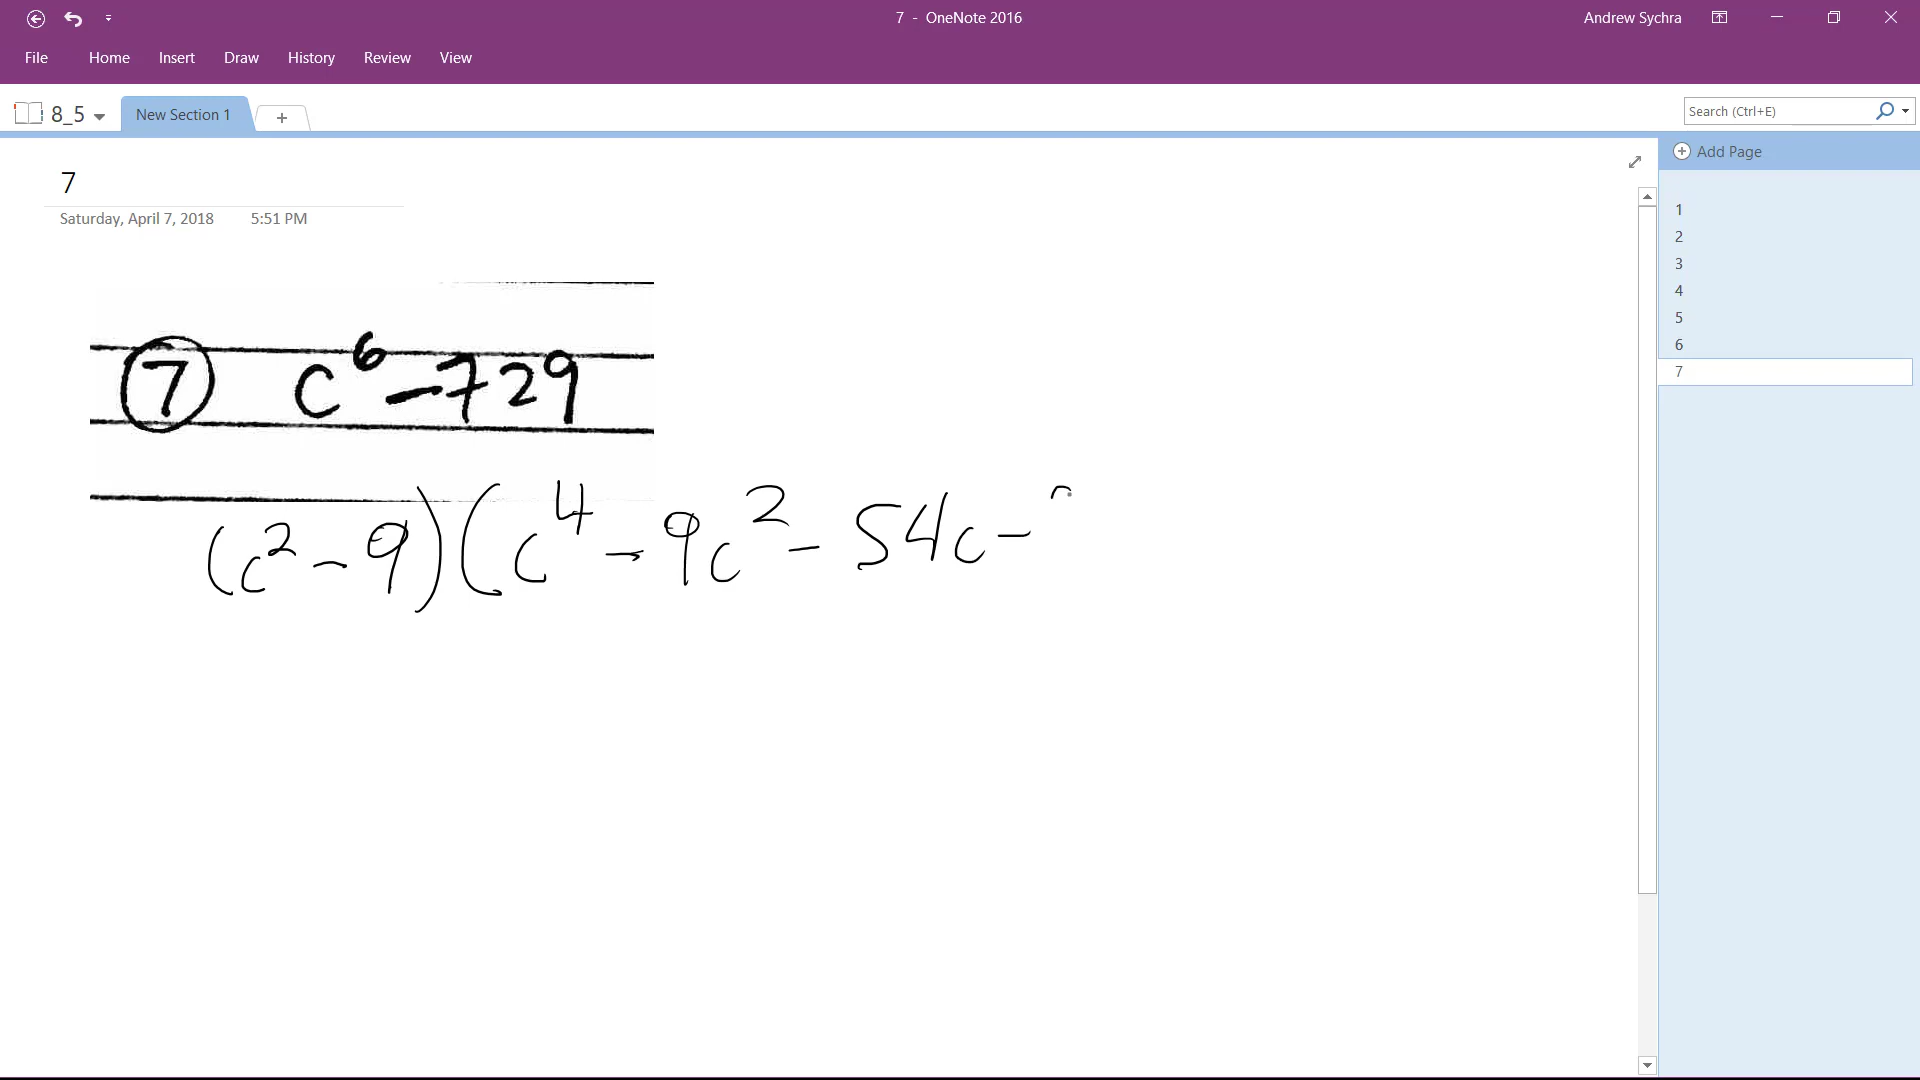 7 - OneNote 2016
Andrew Sychra
File Home Insert Draw History Review View
8_5
New Section 1
+
Search (Ctrl+E)
Add Page
7
Saturday, April 7, 2018 5:51 PM
1
2
3
4
5
6
7
7 c⁶ - 729
(c² - 9)(c⁴ - 9c² - 54c -